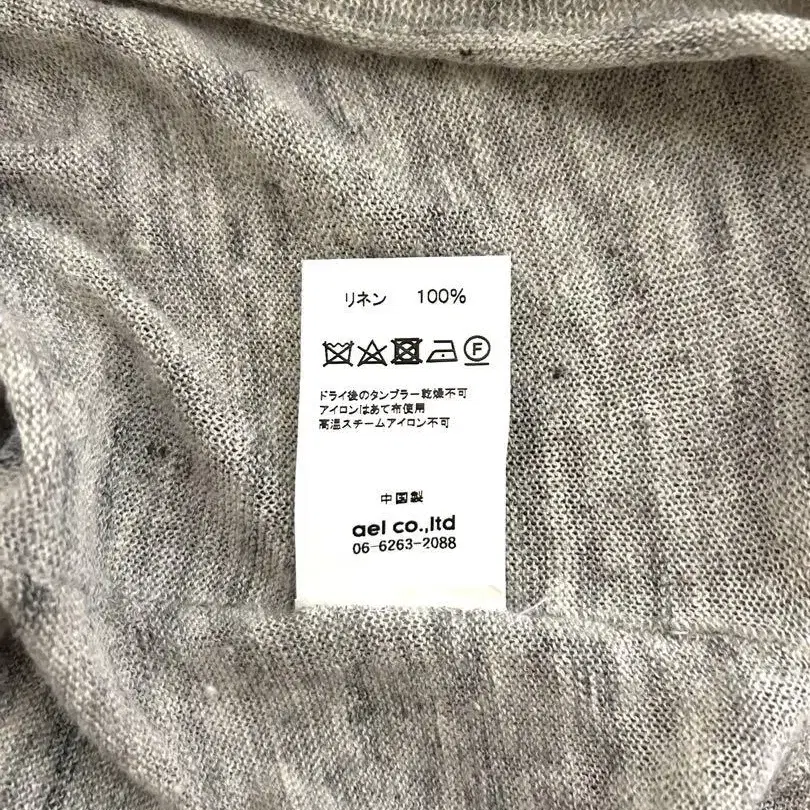 リネン 100%
F
ドライ後のタンブラー乾燥不可
アイロンはあて布使用
高温スチームアイロン不可
中国製
ael co.,ltd
06-6263-2088